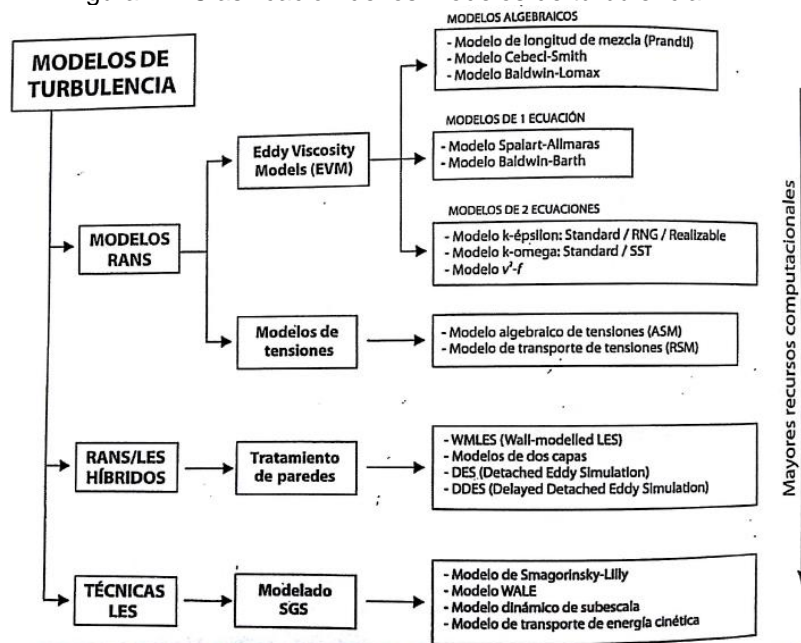 MODELOS DE
TURBULENCIA
MODELOS
RANS
Eddy Viscosity
Models (EVM)
MODELOS ALGEBRAICOS
- Modelo de longitud de mezcla (Prandtl)
- Modelo Cebeci-Smith
- Modelo Baldwin-Lomax
MODELOS DE 1 ECUACIÓN
- Modelo Spalart-Allmaras
- Modelo Baldwin-Barth
MODELOS DE 2 ECUACIONES
- Modelo k-épsilon: Standard / RNG / Realizable
- Modelo k-omega: Standard / SST
- Modelo v²-f
Modelos de
tensiones
- Modelo algebraico de tensiones (ASM)
- Modelo de transporte de tensiones (RSM)
RANS/LES
HÍBRIDOS
Tratamiento
de paredes
- WMLES (Wall-modelled LES)
- Modelos de dos capas
- DES (Detached Eddy Simulation)
- DDES (Delayed Detached Eddy Simulation)
TÉCNICAS
LES
Modelado
SGS
- Modelo de Smagorinsky-Lilly
- Modelo WALE
- Modelo dinámico de subescala
- Modelo de transporte de energía cinética
Mayores recursos computacionales